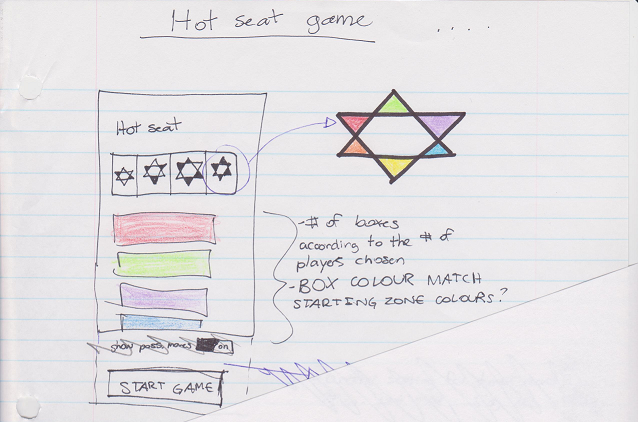 Hot seat game
Hot seat
- # of boxes
according to the # of
players chosen
- BOX COLOUR MATCH
STARTING ZONE COLOURS?
show poss. moves on
START GAME